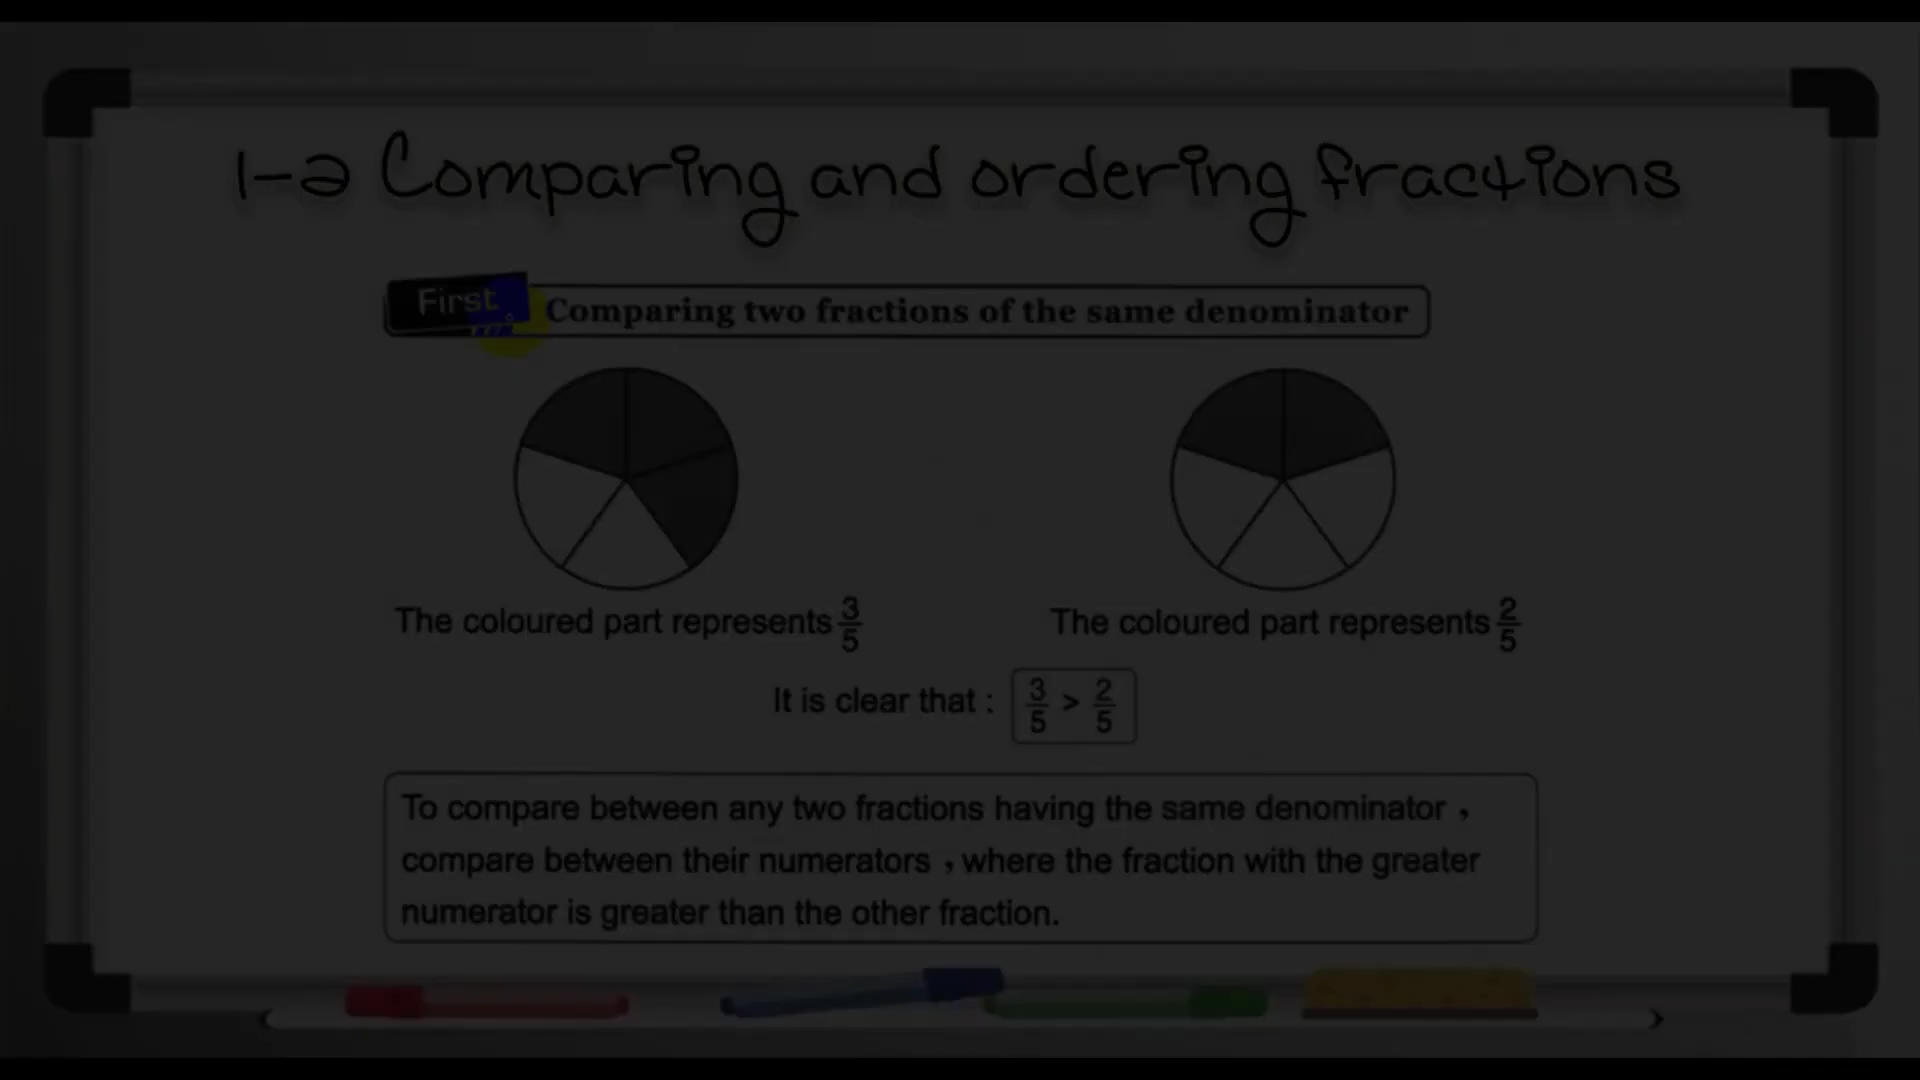 1-2 Comparing and ordering fractions
First Comparing two fractions of the same denominator
The coloured part represents 3/5
The coloured part represents 2/5
It is clear that : 3/5 > 2/5
To compare between any two fractions having the same denominator ,
compare between their numerators , where the fraction with the greater
numerator is greater than the other fraction.